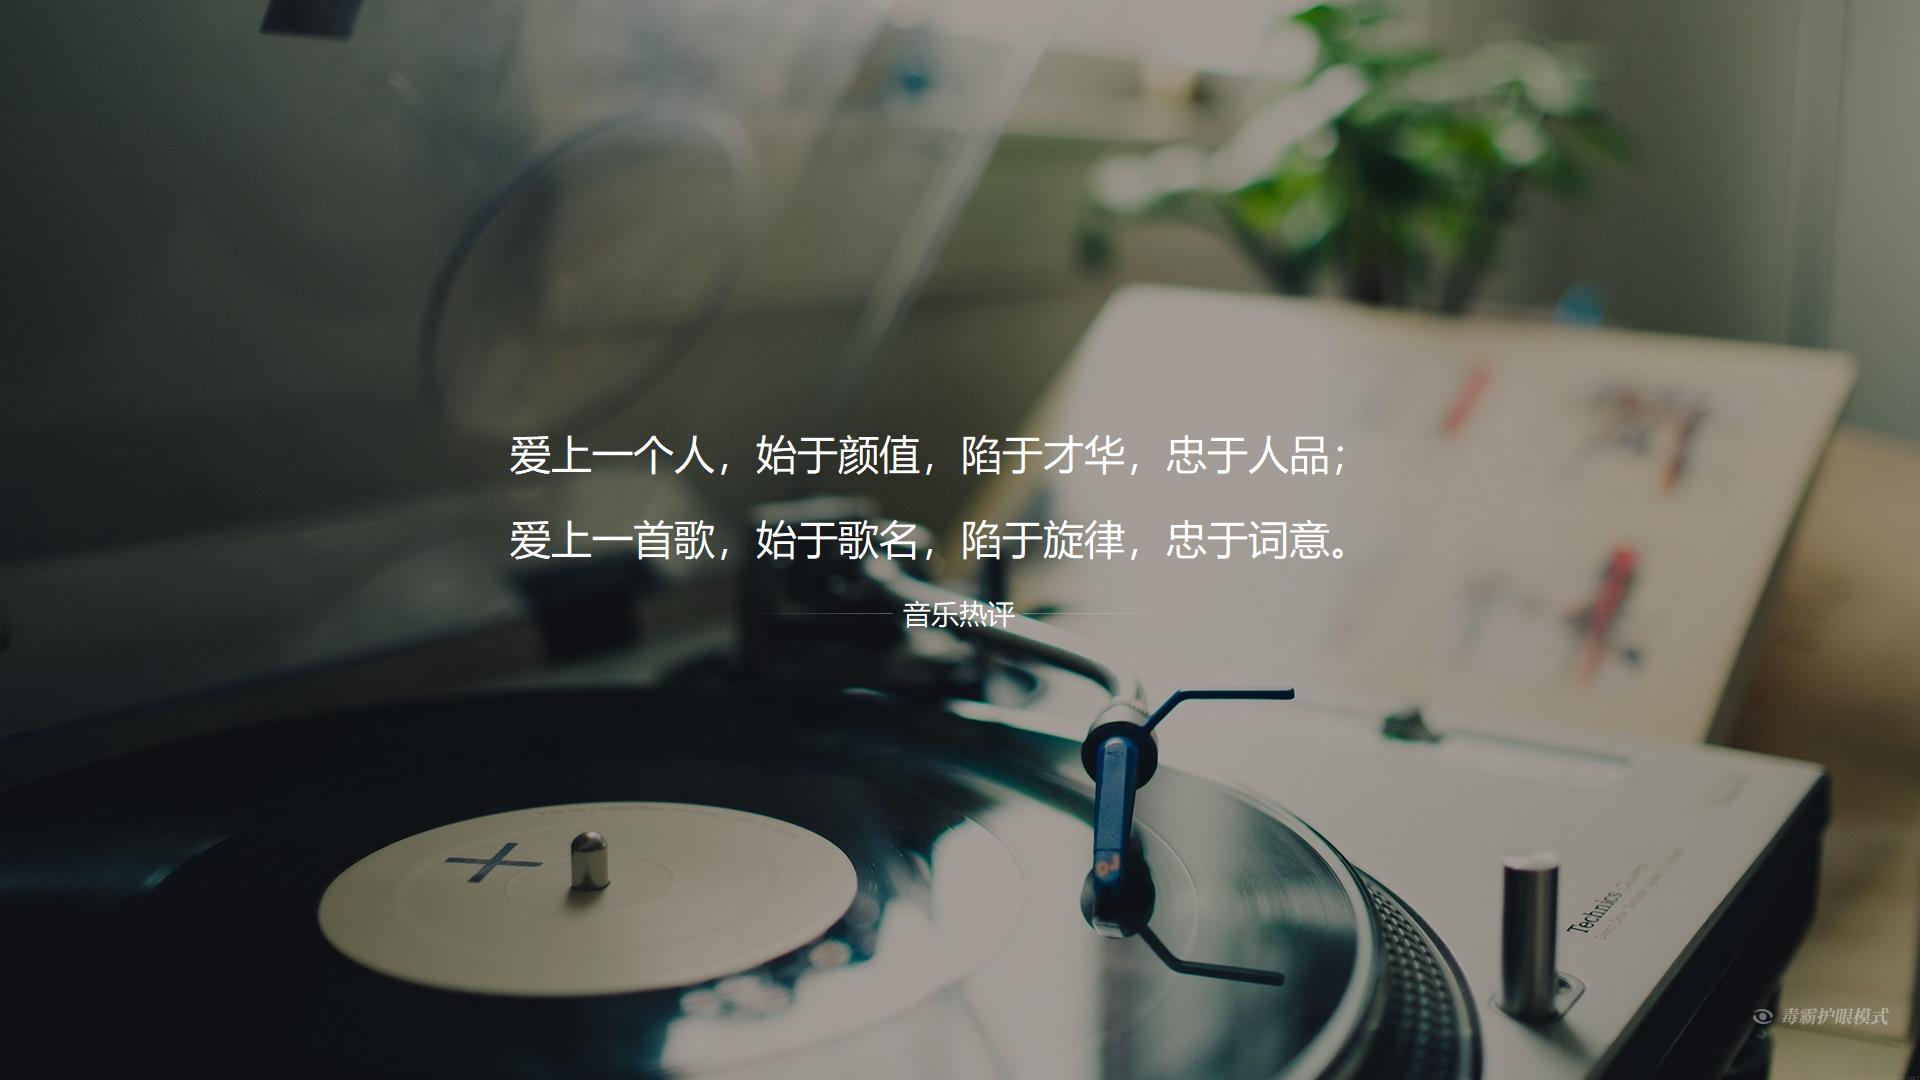 爱上一个人，始于颜值，陷于才华，忠于人品；
爱上一首歌，始于歌名，陷于旋律，忠于词意。
音乐热评
Technics
毒霸护眼模式